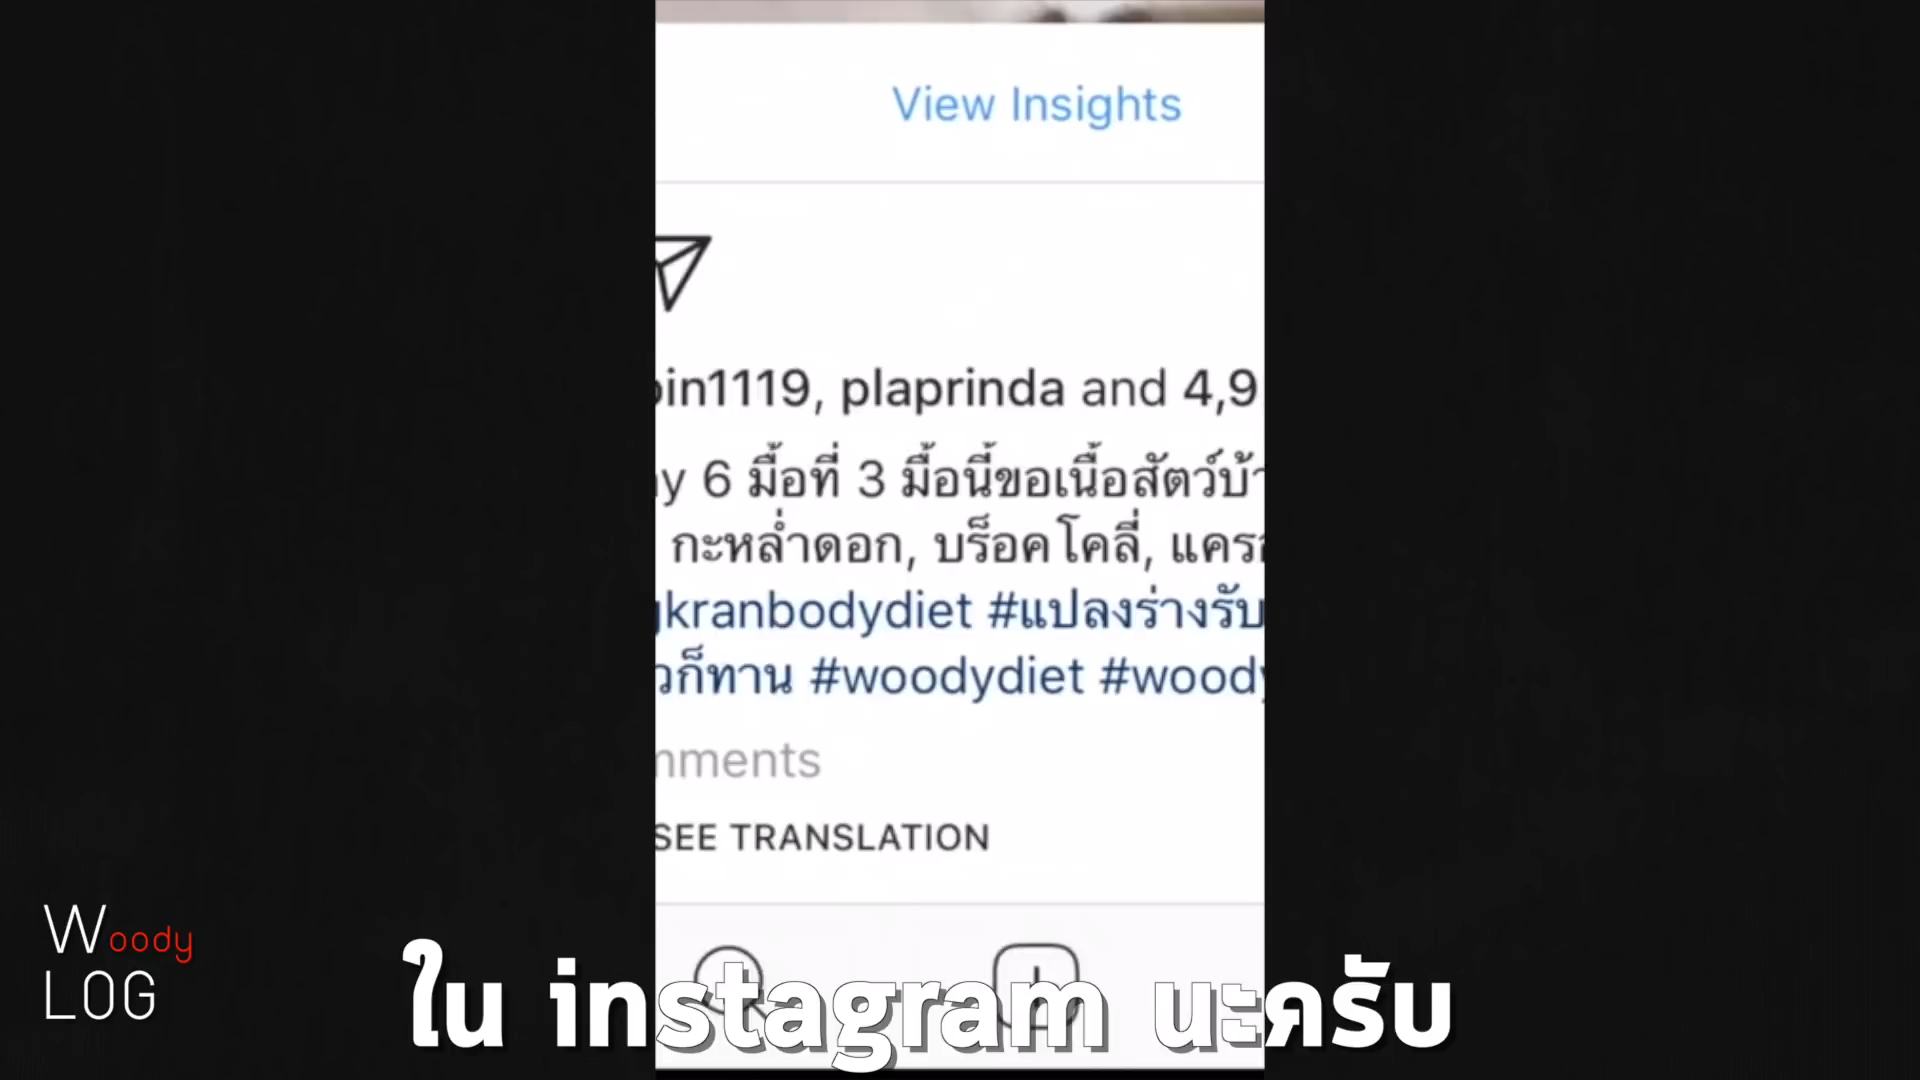 View Insights
in1119, plaprinda and 4,9
y 6 มื้อที่ 3 มื้อนี้ขอเนื้อสัตว์บ้า
กะหล่ำดอก, บร็อคโคลี่, แคร
kranbodydiet #แปลงร่างรับ
วก็ทาน #woodydiet #woody
mments
SEE TRANSLATION
Woody
LOG
ใน instagram นะครับ